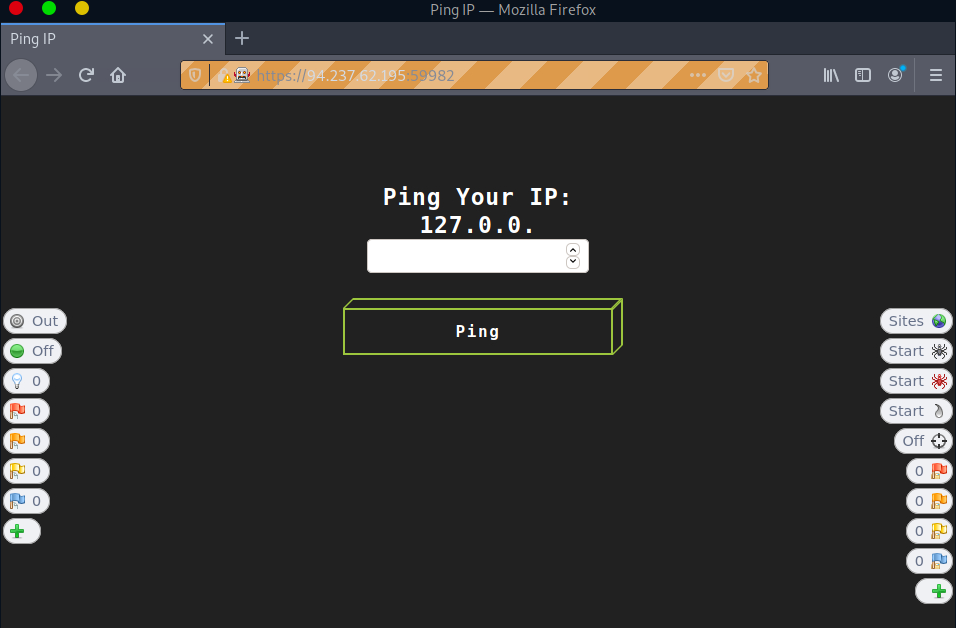 Ping IP — Mozilla Firefox
Ping IP
https://94.237.62.195:59982
Ping Your IP:
127.0.0.
Ping
Out
Off
0
0
0
0
0
Sites
Start
Start
Start
Off
0
0
0
0